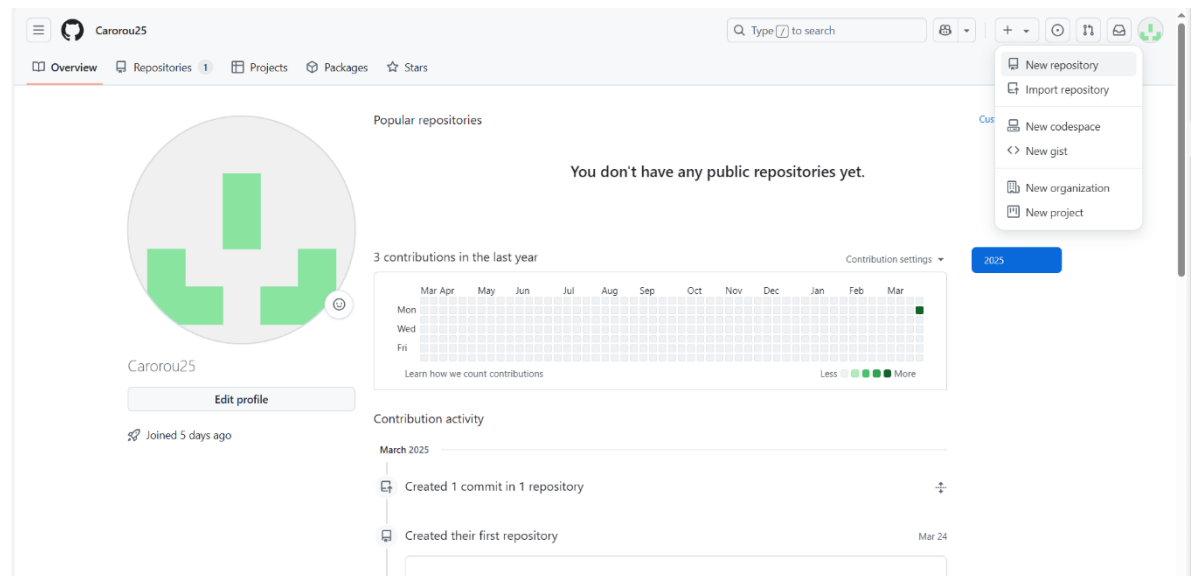 Carorou25
Type / to search
Overview
Repositories 1
Projects
Packages
Stars
New repository
Import repository
New codespace
New gist
New organization
New project
Popular repositories
Cus
You don't have any public repositories yet.
3 contributions in the last year
Contribution settings
2025
Mar Apr May Jun Jul Aug Sep Oct Nov Dec Jan Feb Mar
Mon
Wed
Fri
Learn how we count contributions
Less More
Carorou25
Edit profile
Joined 5 days ago
Contribution activity
March 2025
Created 1 commit in 1 repository
Created their first repository
Mar 24